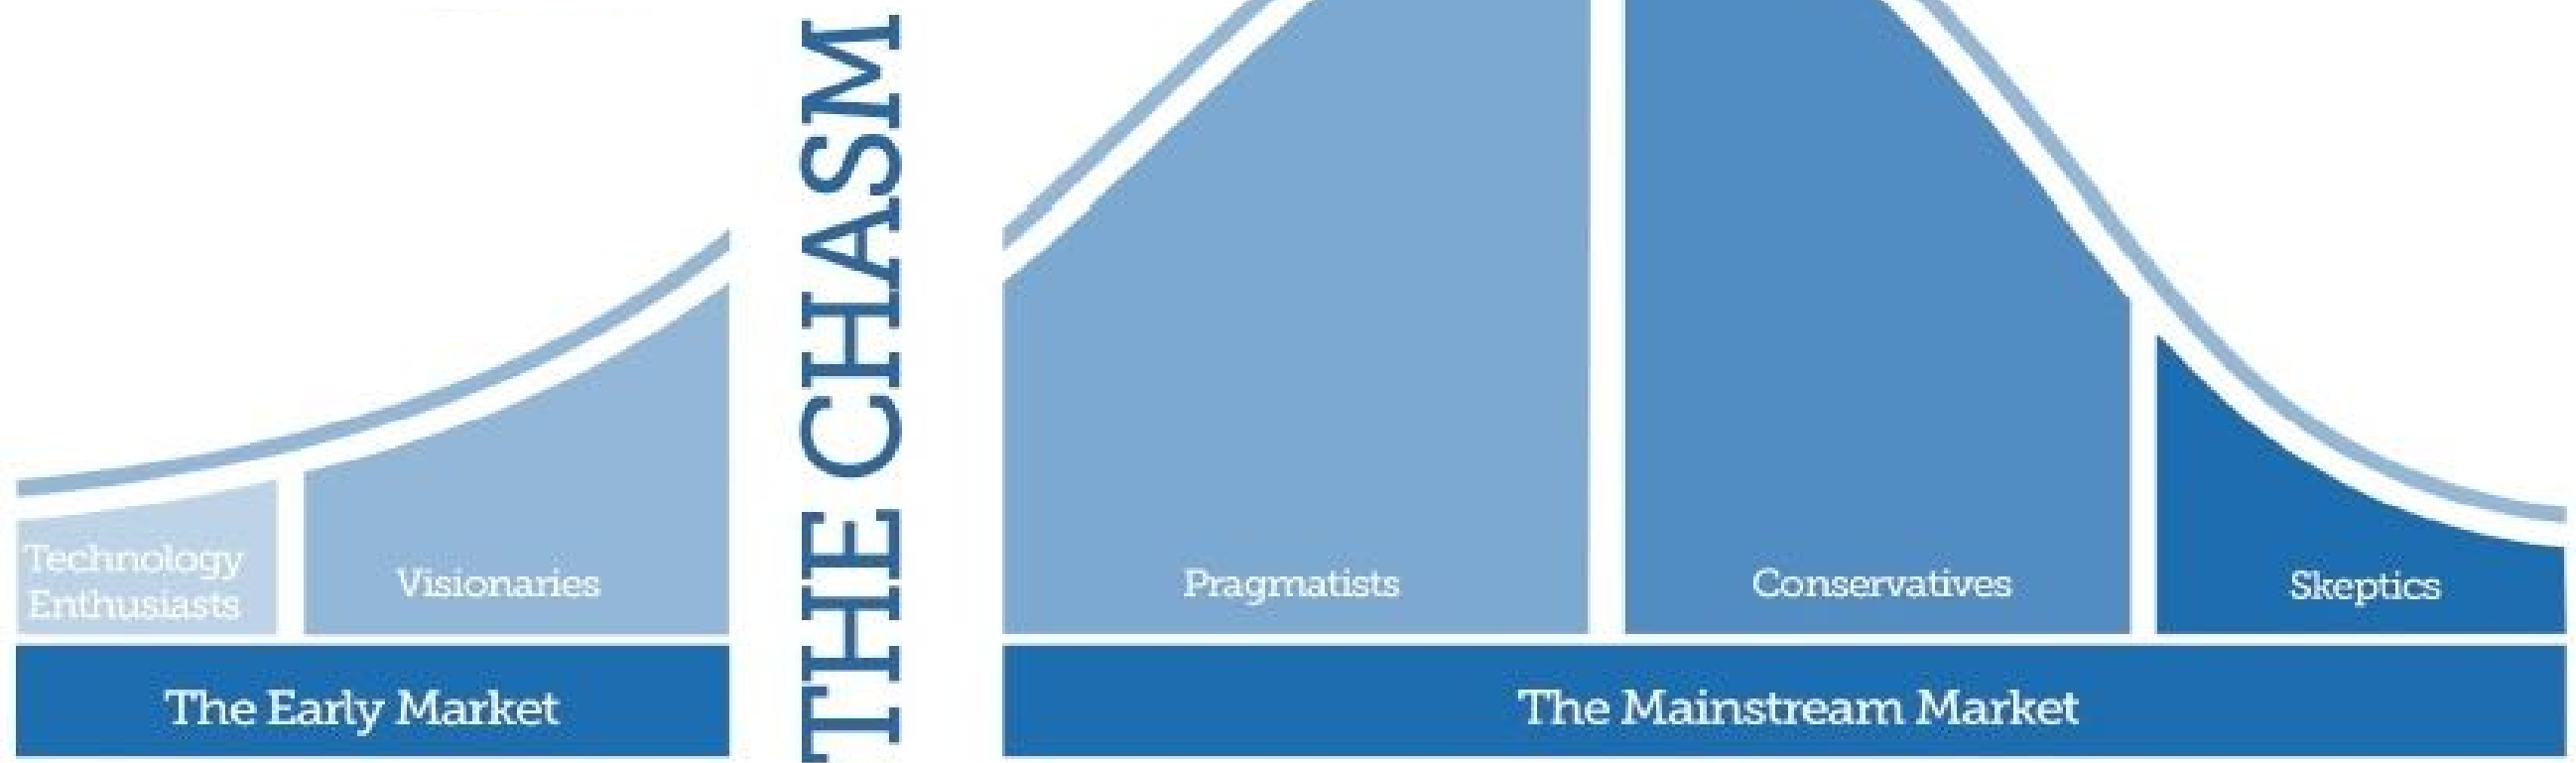 Technology
Enthusiasts
Visionaries
THE CHASM
Pragmatists
Conservatives
Skeptics
The Early Market
The Mainstream Market